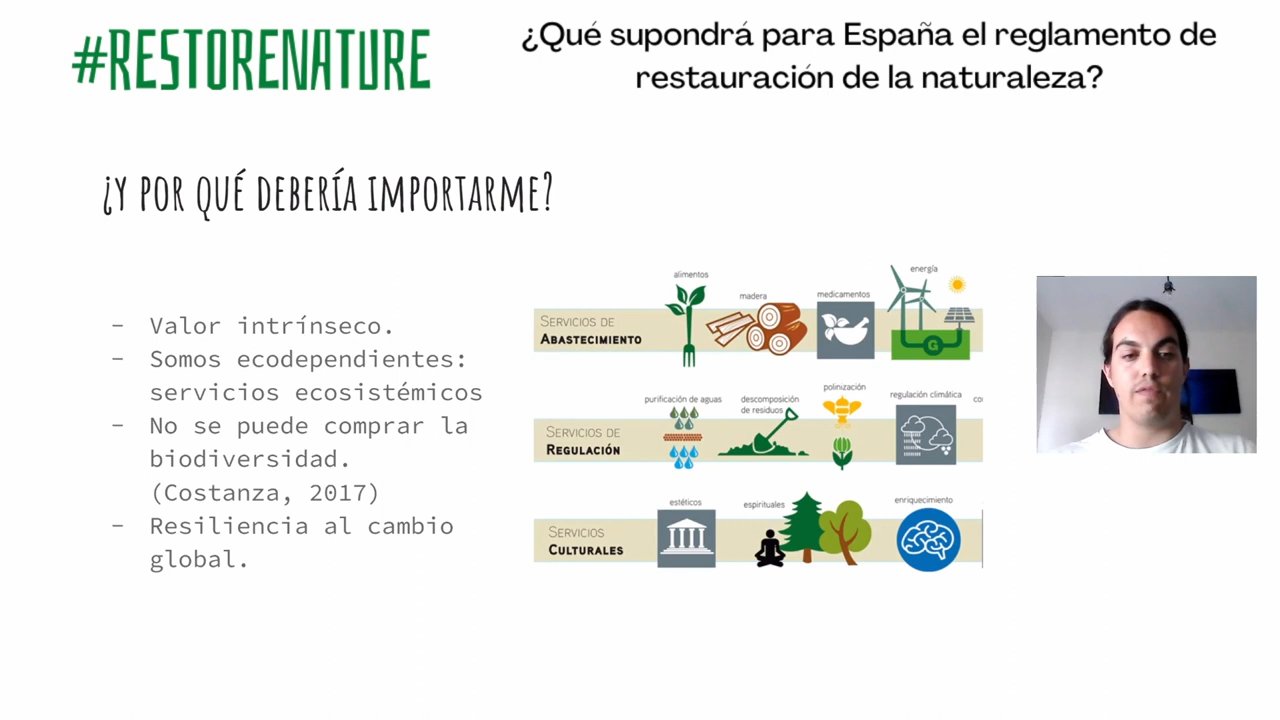 #RESTORENATURE
¿Qué supondrá para España el reglamento de
restauración de la naturaleza?
¿Y POR QUÉ DEBERÍA IMPORTARME?
- Valor intrínseco.
- Somos ecodependientes:
servicios ecosistémicos
- No se puede comprar la
biodiversidad.
(Costanza, 2017)
- Resiliencia al cambio
global.
alimentos
madera
medicamentos
energía
SERVICIOS DE
ABASTECIMIENTO
G
purificación de aguas
descomposición
de residuos
polinización
regulación climática
co
SERVICIOS DE
REGULACIÓN
estéticos
espirituales
enriquecimiento
SERVICIOS
CULTURALES